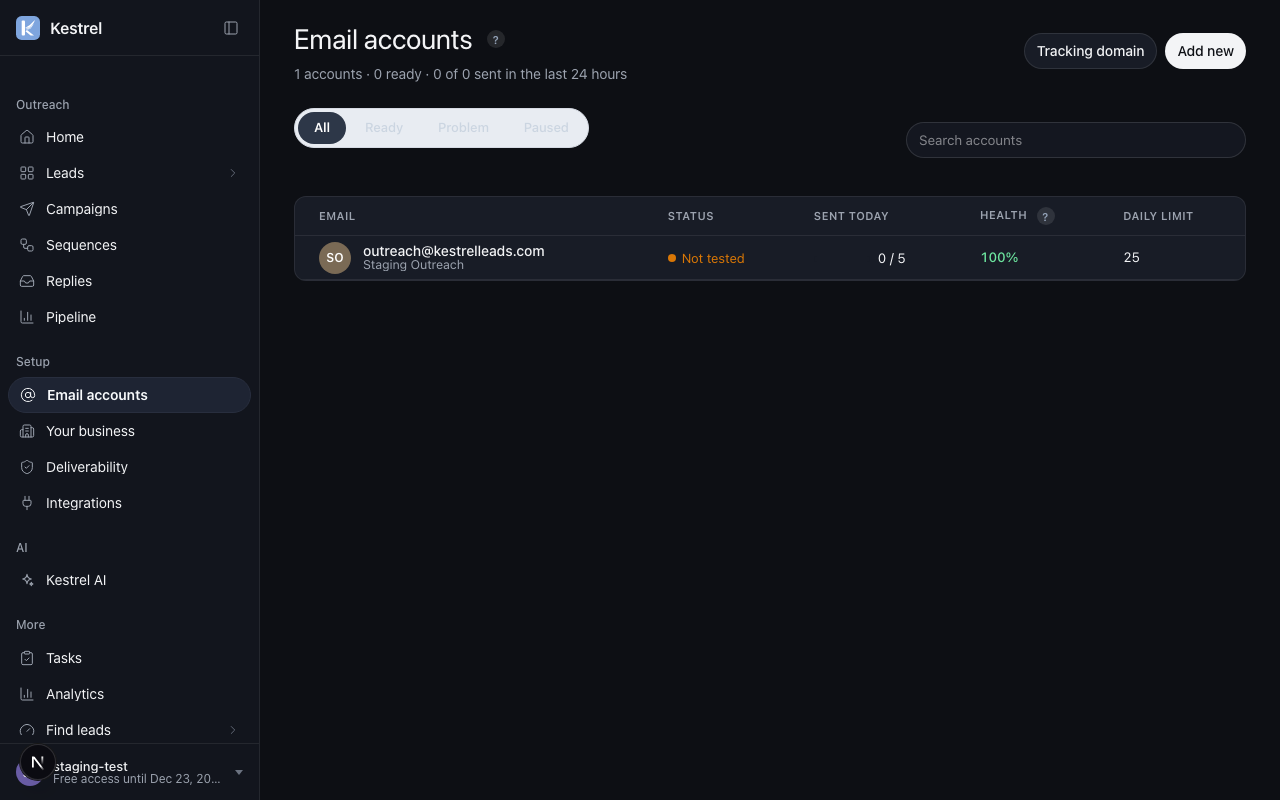 Kestrel
Outreach
Home
Leads
Campaigns
Sequences
Replies
Pipeline
Setup
Email accounts
Your business
Deliverability
Integrations
AI
Kestrel AI
More
Tasks
Analytics
Find leads
staging-test
Free access until Dec 23, 20...
Email accounts ?
1 accounts · 0 ready · 0 of 0 sent in the last 24 hours
Tracking domain
Add new
All Ready Problem Paused
Search accounts
EMAIL STATUS SENT TODAY HEALTH ? DAILY LIMIT
SO outreach@kestrelleads.com Not tested 0 / 5 100% 25
Staging Outreach